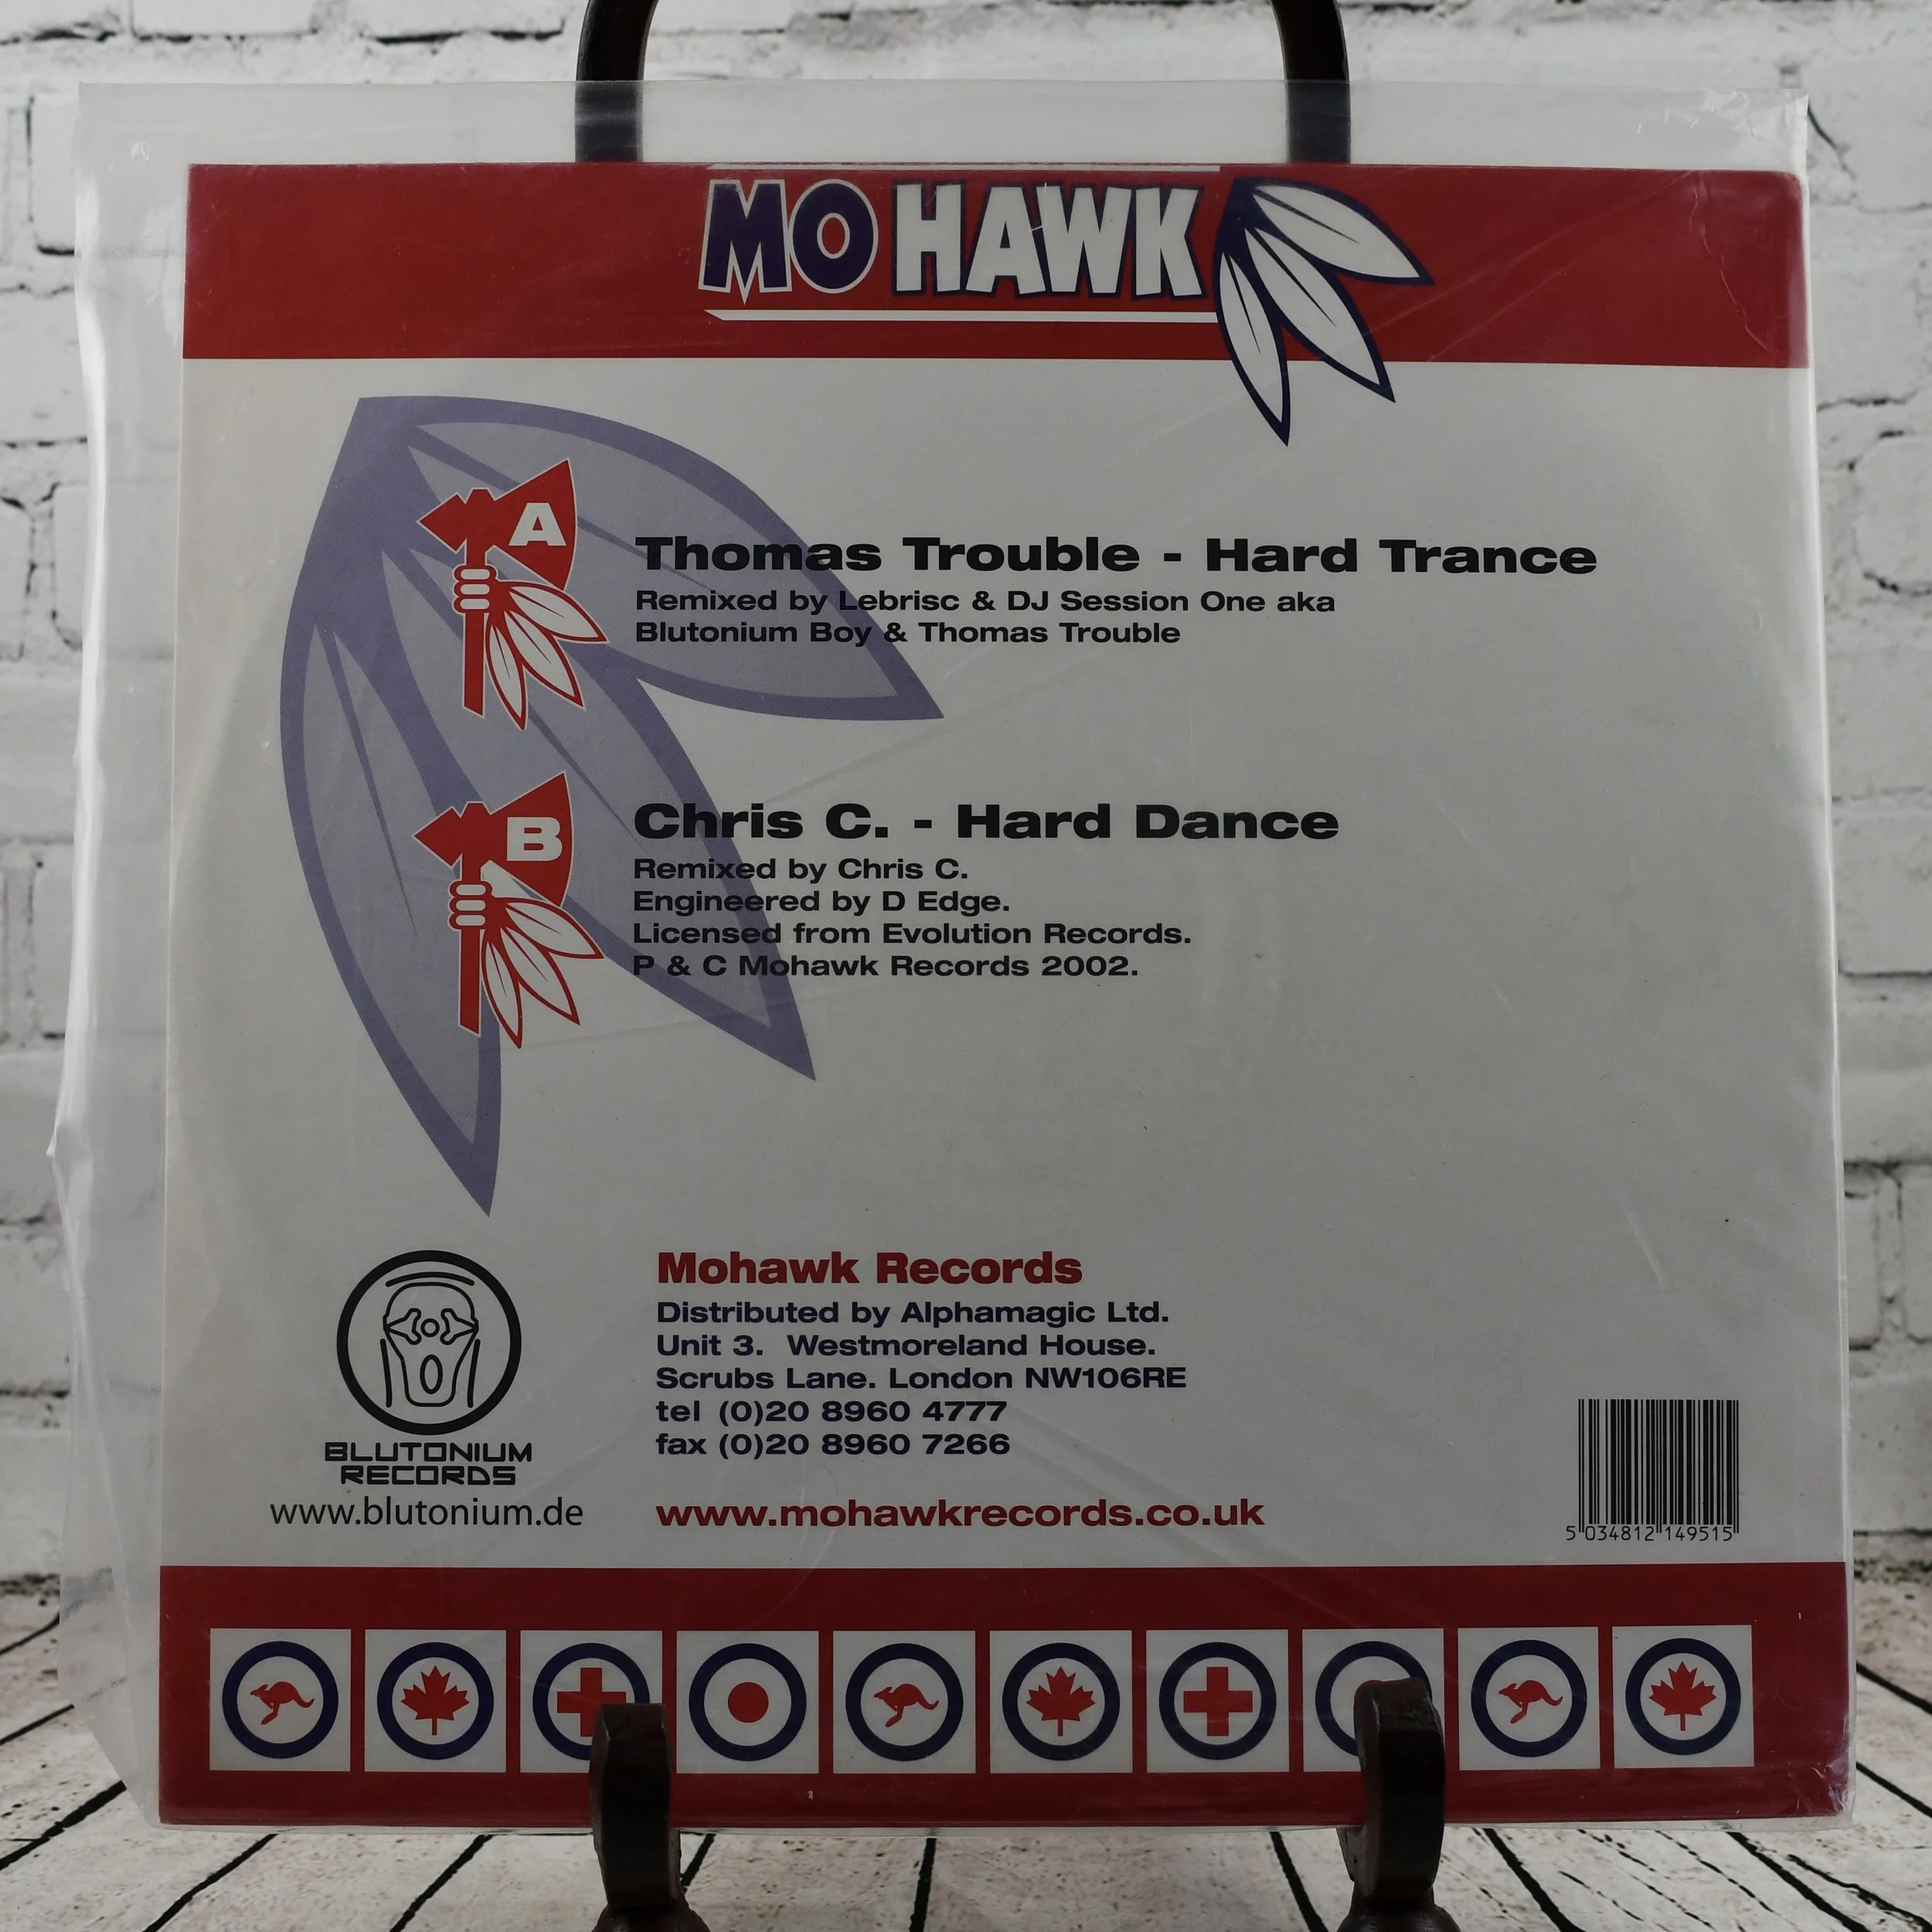 MOHAWK
A
Thomas Trouble - Hard Trance
Remixed by Lebrisc & DJ Session One aka
Blutonium Boy & Thomas Trouble
B
Chris C. - Hard Dance
Remixed by Chris C.
Engineered by D Edge.
Licensed from Evolution Records.
P & C Mohawk Records 2002.
BLUTONIUM
RECORDS
www.blutonium.de
Mohawk Records
Distributed by Alphamagic Ltd.
Unit 3. Westmoreland House.
Scrubs Lane. London NW106RE
tel (0)20 8960 4777
fax (0)20 8960 7266
www.mohawkrecords.co.uk
5 034812 149515